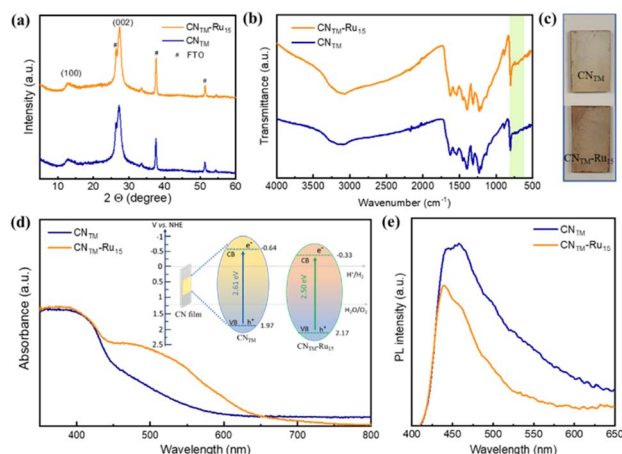 (a)
CN_TM-Ru_15
CN_TM
# FTO
(002)
(100)
#
#
#
Intensity (a.u.)
10 20 30 40 50 60
2 Θ (degree)
(b)
CN_TM-Ru_15
CN_TM
Transmittance (a.u.)
4000 3500 3000 2500 2000 1500 1000 500
Wavenumber (cm⁻¹)
(c)
CN_TM
CN_TM-Ru_15
(d)
CN_TM
CN_TM-Ru_15
Absorbance (a.u.)
V vs. NHE
-1
-0.5
0
0.5
1
1.5
2
2.5
CN film
e⁻
CB
-0.64
2.61 eV
VB h⁺
1.97
CN_TM
e⁻
CB
-0.33
2.50 eV
VB h⁺
2.17
CN_TM-Ru_15
H⁺/H₂
H₂O/O₂
400 500 600 700 800
Wavelength (nm)
(e)
CN_TM
CN_TM-Ru_15
PL intensity (a.u.)
400 450 500 550 600 650
Wavelength (nm)